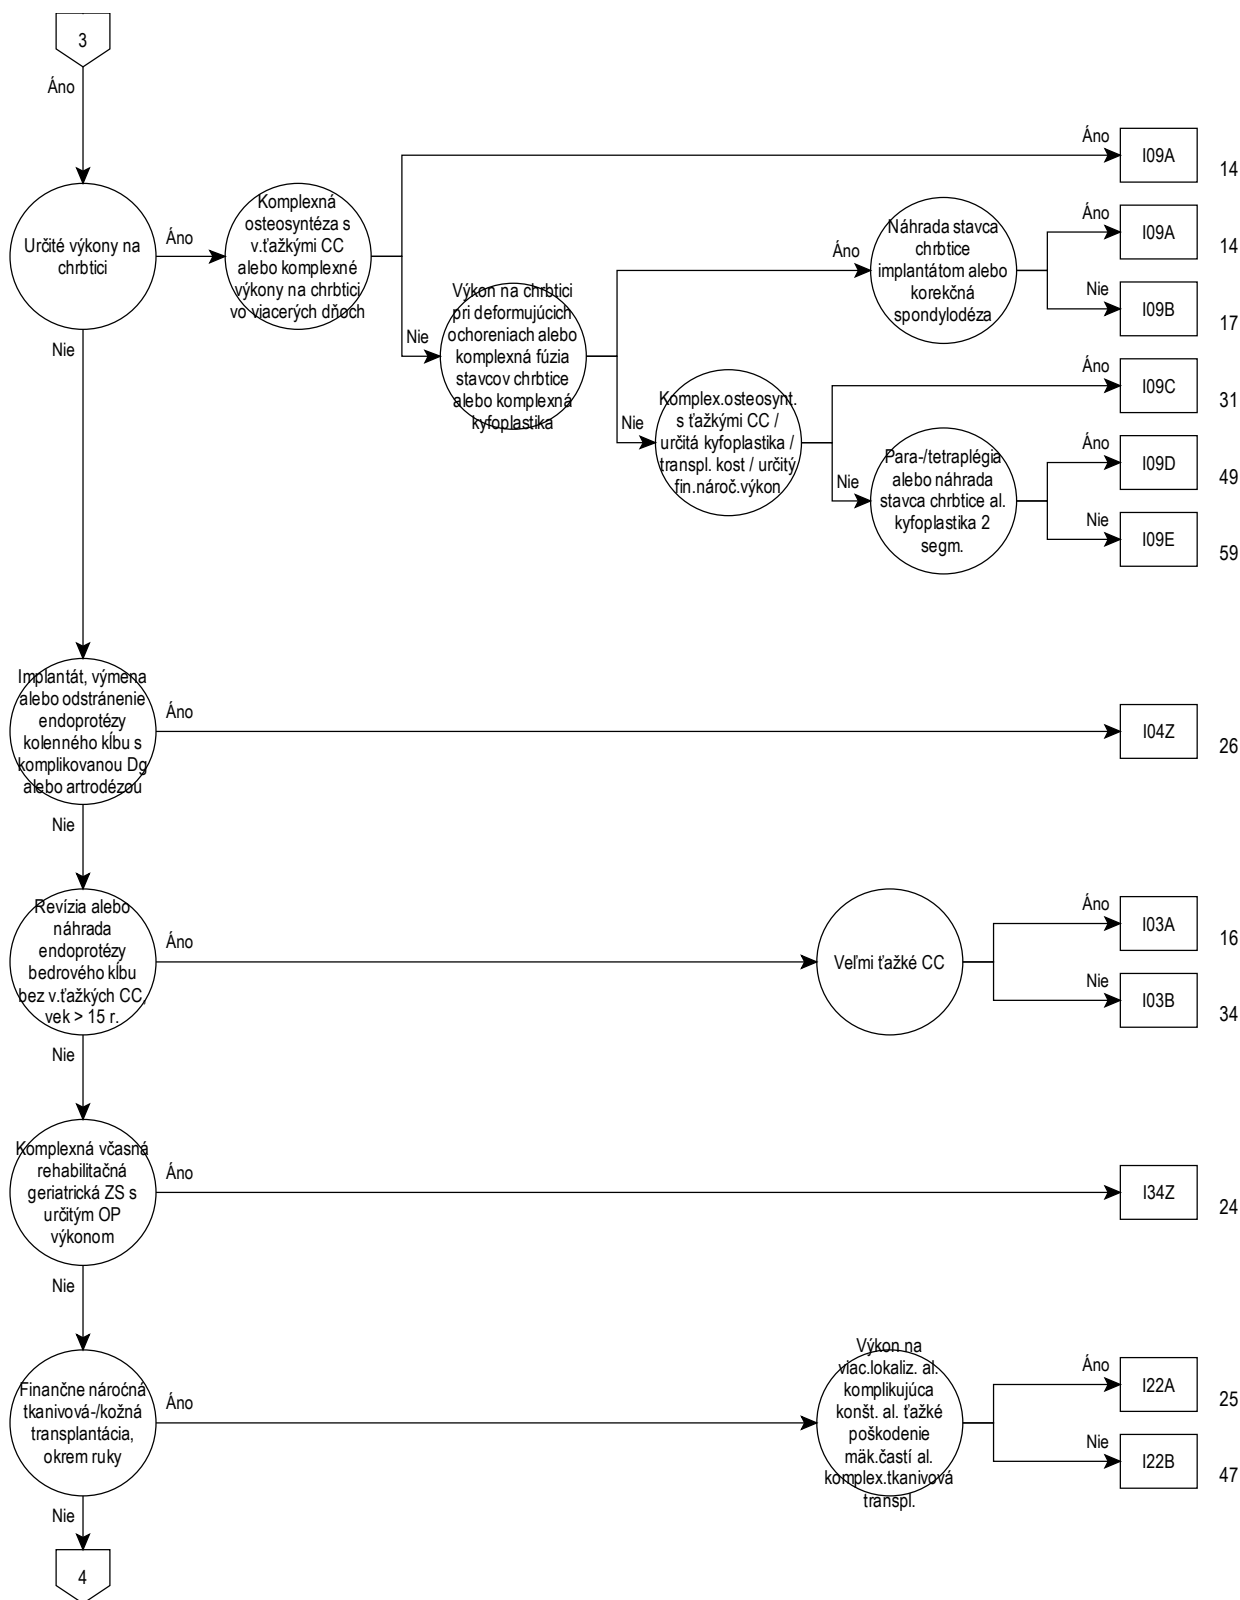 3
Áno
Určité výkony na
chrbtici
Áno
Nie
Komplexná
osteosyntéza s
v.ťažkými CC
alebo komplexné
výkony na chrbtici
vo viacerých dňoch
Áno
I09A
14
Nie
Výkon na chrbtici
pri deformujúcich
ochoreniach alebo
komplexná fúzia
stavcov chrbtice
alebo komplexná
kyfoplastika
Áno
Náhrada stavca
chrbtice
implantátom alebo
korekčná
spondylodéza
Áno
I09A
14
Nie
I09B
17
Nie
Komplex.osteosynt.
s ťažkými CC /
určitá kyfoplastika /
transpl. kost / určitý
fin.nároč.výkon
Áno
I09C
31
Nie
Para-/tetraplégia
alebo náhrada
stavca chrbtice al.
kyfoplastika 2
segm.
Áno
I09D
49
Nie
I09E
59
Implantát, výmena
alebo odstránenie
endoprotézy
kolenného kĺbu s
komplikovanou Dg
alebo artrodézou
Áno
I04Z
26
Nie
Revízia alebo
náhrada
endoprotézy
bedrového kĺbu
bez v.ťažkých CC,
vek > 15 r.
Áno
Veľmi ťažké CC
Áno
I03A
16
Nie
I03B
34
Nie
Komplexná včasná
rehabilitačná
geriatrická ZS s
určitým OP
výkonom
Áno
I34Z
24
Nie
Finančne náročná
tkanivová-/kožná
transplantácia,
okrem ruky
Áno
Výkon na
viac.lokaliz. al.
komplikujúca
konšt. al. ťažké
poškodenie
mäk.častí al.
komplex.tkanivová
transpl.
Áno
I22A
25
Nie
I22B
47
Nie
4